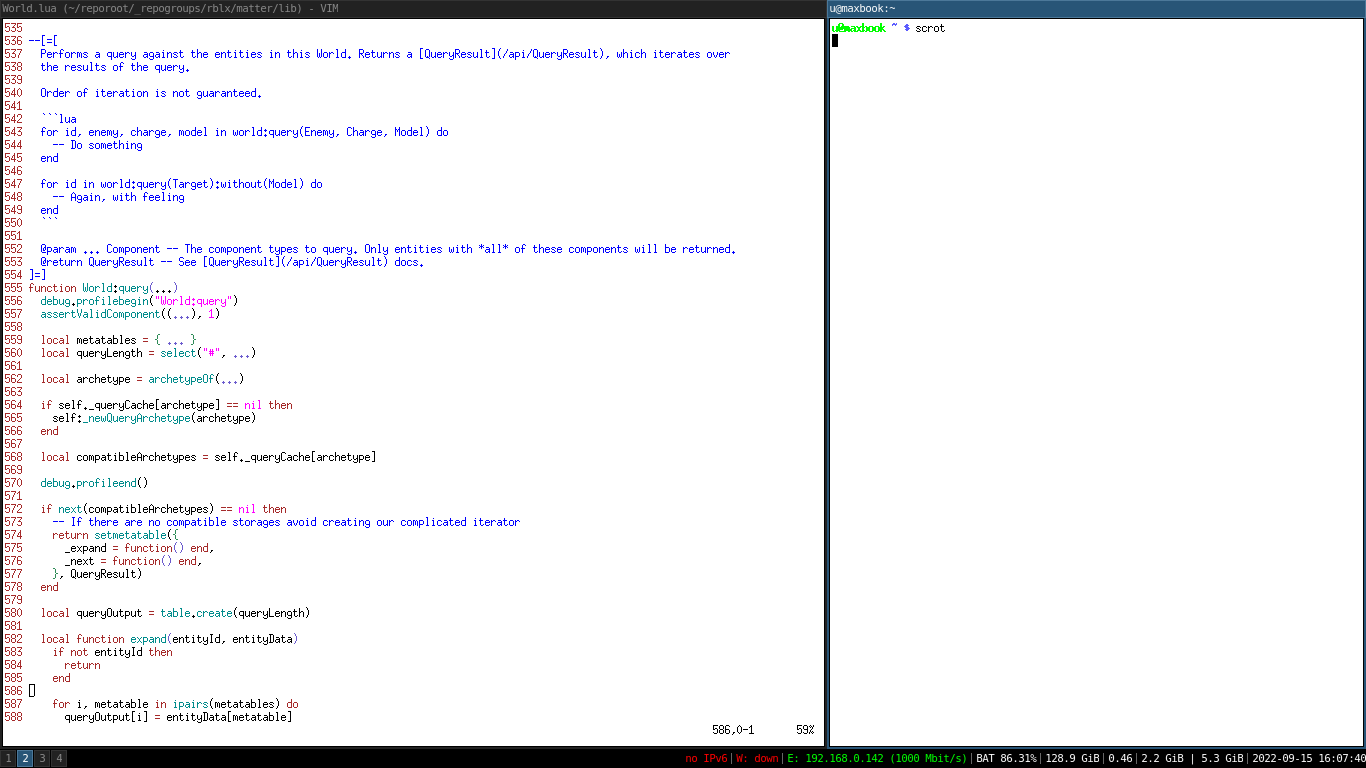 World.lua (~/reporoot/_repogroups/rblx/matter/lib) - VIM
535
536 --[=[
537   Performs a query against the entities in this World. Returns a [QueryResult](/api/QueryResult), which iterates over
538   the results of the query.
539
540   Order of iteration is not guaranteed.
541
542   ```lua
543   for id, enemy, charge, model in world:query(Enemy, Charge, Model) do
544     -- Do something
545   end
546
547   for id in world:query(Target):without(Model) do
548     -- Again, with feeling
549   end
550   ```
551
552   @param ... Component -- The component types to query. Only entities with *all* of these components will be returned.
553   @return QueryResult -- See [QueryResult](/api/QueryResult) docs.
554 ]=]
555 function World:query(...)
556   debug.profilebegin("World:query")
557   assertValidComponent((...), 1)
558
559   local metatables = { ... }
560   local queryLength = select("#", ...)
561
562   local archetype = archetypeOf(...)
563
564   if self._queryCache[archetype] == nil then
565     self:_newQueryArchetype(archetype)
566   end
567
568   local compatibleArchetypes = self._queryCache[archetype]
569
570   debug.profileend()
571
572   if next(compatibleArchetypes) == nil then
573     -- If there are no compatible storages avoid creating our complicated iterator
574     return setmetatable({
575       _expand = function() end,
576       _next = function() end,
577     }, QueryResult)
578   end
579
580   local queryOutput = table.create(queryLength)
581
582   local function expand(entityId, entityData)
583     if not entityId then
584       return
585     end
586
587     for i, metatable in ipairs(metatables) do
588       queryOutput[i] = entityData[metatable]
586,0-1 59%
u@maxbook:~
u@maxbook ~ $ scrot
1 2 3 4
no IPv6|W: down|E: 192.168.0.142 (1000 Mbit/s)|BAT 86.31%|128.9 GiB|0.46|2.2 GiB | 5.3 GiB|2022-09-15 16:07:40